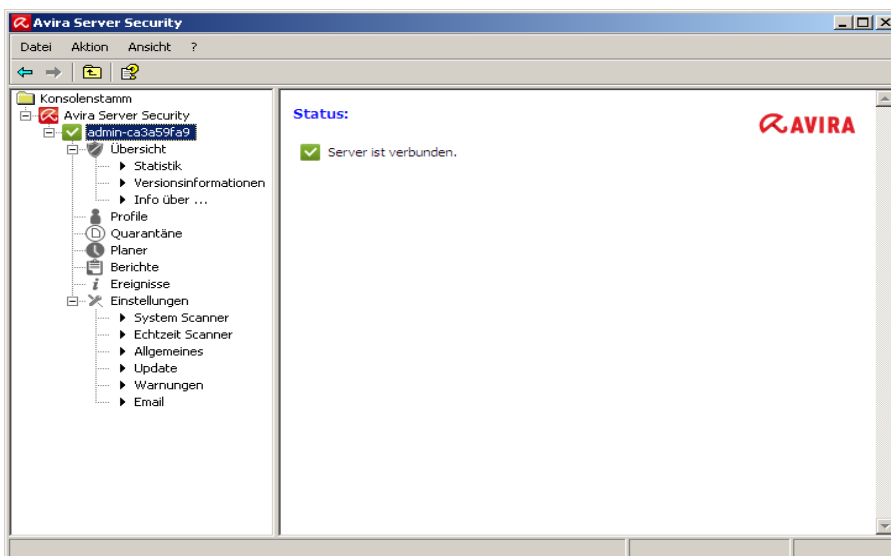 Avira Server Security
Datei Aktion Ansicht ?
Konsolenstamm
Avira Server Security
admin-ca3a59fa9
Übersicht
Statistik
Versionsinformationen
Info über ...
Profile
Quarantäne
Planer
Berichte
Ereignisse
Einstellungen
System Scanner
Echtzeit Scanner
Allgemeines
Update
Warnungen
Email
Status:
AVIRA
Server ist verbunden.